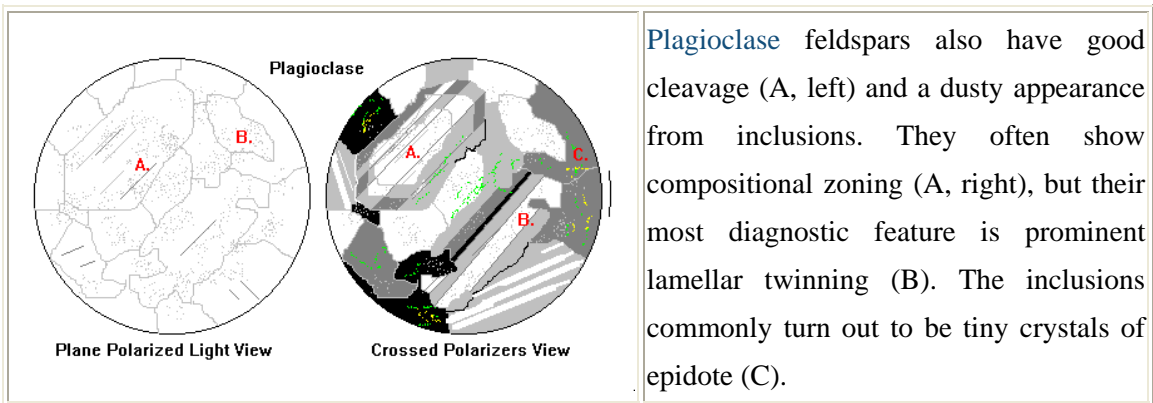 Plagioclase
A.
B.
A.
B.
C.
Plane Polarized Light View
Crossed Polarizers View
Plagioclase feldspars also have good
cleavage (A, left) and a dusty appearance
from inclusions. They often show
compositional zoning (A, right), but their
most diagnostic feature is prominent
lamellar twinning (B). The inclusions
commonly turn out to be tiny crystals of
epidote (C).